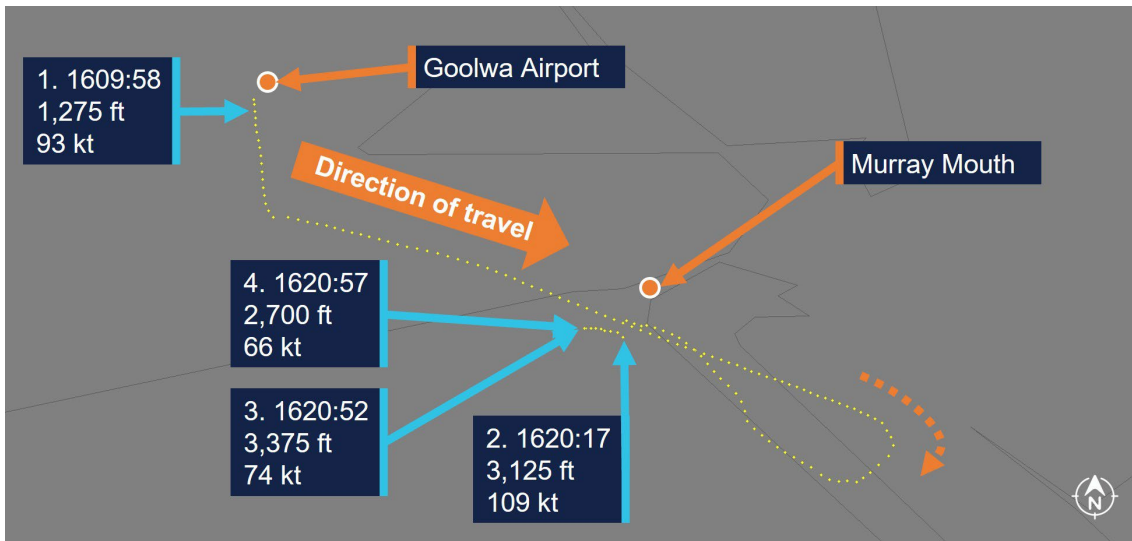 1. 1609:58
1,275 ft
93 kt
Goolwa Airport
Direction of travel
Murray Mouth
4. 1620:57
2,700 ft
66 kt
3. 1620:52
3,375 ft
74 kt
2. 1620:17
3,125 ft
109 kt
N